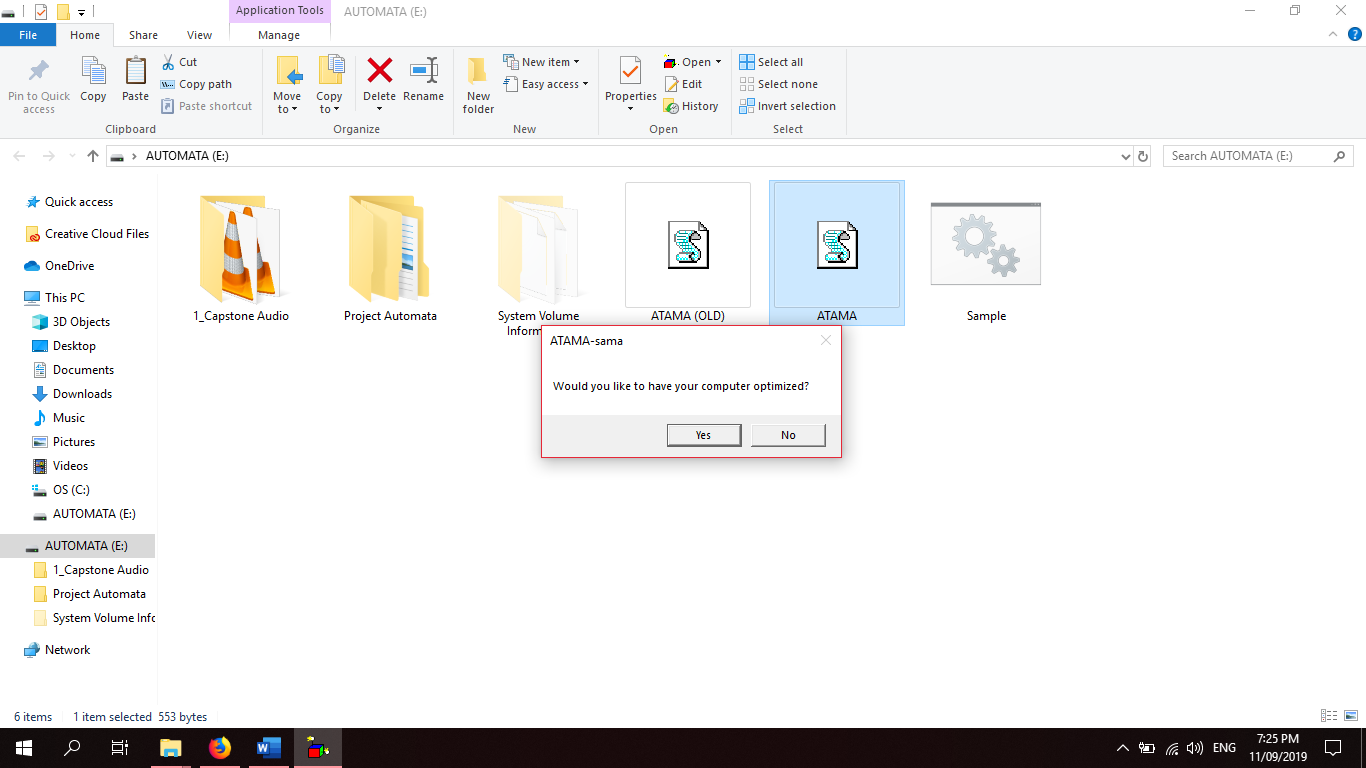 Application Tools
AUTOMATA (E:)
File
Home
Share
View
Manage
Pin to Quick
access
Copy
Paste
Cut
Copy path
Paste shortcut
Clipboard
Move
to
Copy
to
Delete
Rename
Organize
New
folder
New item
Easy access
New
Properties
Open
Edit
History
Open
Select all
Select none
Invert selection
Select
AUTOMATA (E:)
Search AUTOMATA (E:)
Quick access
Creative Cloud Files
OneDrive
This PC
3D Objects
Desktop
Documents
Downloads
Music
Pictures
Videos
OS (C:)
AUTOMATA (E:)
AUTOMATA (E:)
1_Capstone Audio
Project Automata
System Volume Info
Network
1_Capstone Audio
Project Automata
System Volume
Inform
ATAMA (OLD)
ATAMA
Sample
ATAMA-sama
Would you like to have your computer optimized?
Yes
No
6 items
1 item selected 553 bytes
ENG
7:25 PM
11/09/2019